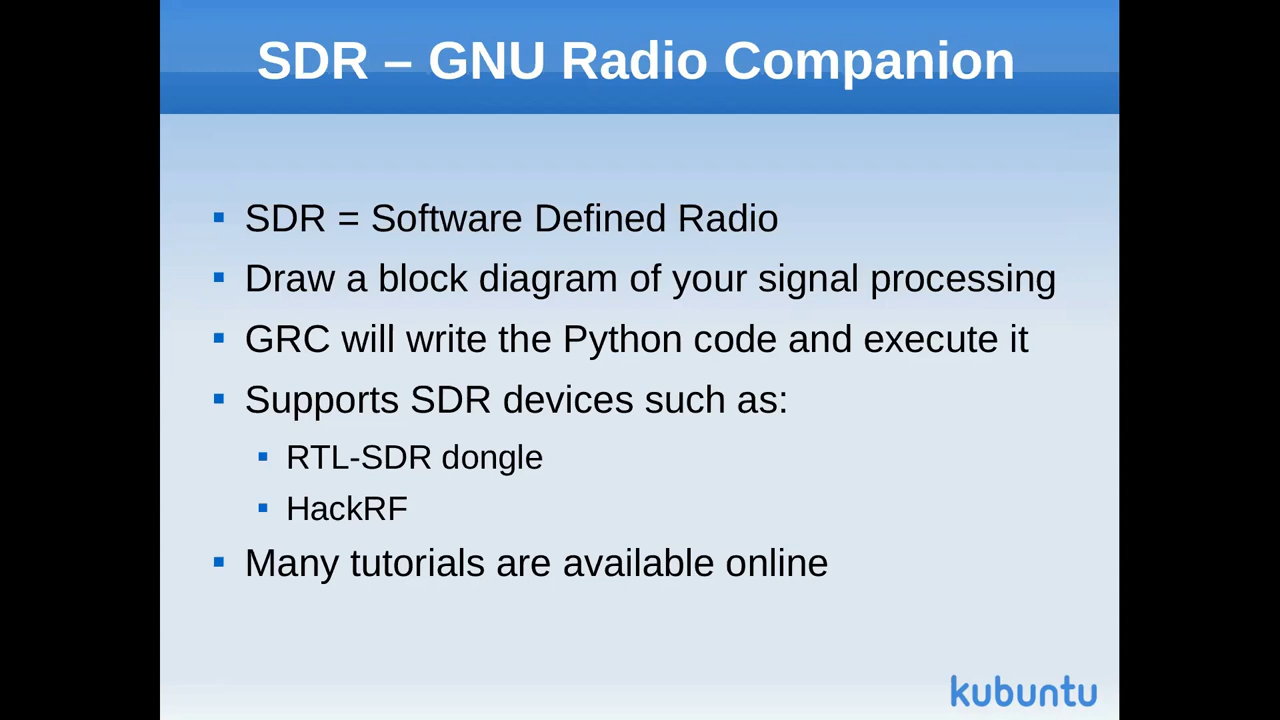 SDR – GNU Radio Companion
SDR = Software Defined Radio
Draw a block diagram of your signal processing
GRC will write the Python code and execute it
Supports SDR devices such as:
RTL-SDR dongle
HackRF
Many tutorials are available online
kubuntu